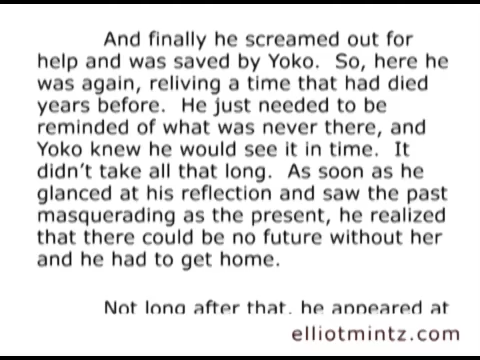 And finally he screamed out for
help and was saved by Yoko.  So, here he
was again, reliving a time that had died
years before.  He just needed to be
reminded of what was never there, and
Yoko knew he would see it in time.  It
didn't take all that long.  As soon as he
glanced at his reflection and saw the past
masquerading as the present, he realized
that there could be no future without her
and he had to get home.
Not long after that, he appeared at
elliotmintz.com